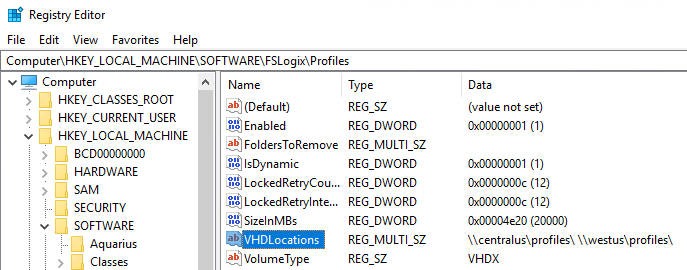 Registry Editor
File Edit View Favorites Help
Computer\HKEY_LOCAL_MACHINE\SOFTWARE\FSLogix\Profiles
Computer
HKEY_CLASSES_ROOT
HKEY_CURRENT_USER
HKEY_LOCAL_MACHINE
BCD00000000
HARDWARE
SAM
SECURITY
SOFTWARE
Aquarius
Classes
Name Type Data
(Default) REG_SZ (value not set)
Enabled REG_DWORD 0x00000001 (1)
FoldersToRemove REG_MULTI_SZ
IsDynamic REG_DWORD 0x00000001 (1)
LockedRetryCou... REG_DWORD 0x0000000c (12)
LockedRetryInte... REG_DWORD 0x0000000c (12)
SizeInMBs REG_DWORD 0x00004e20 (20000)
VHDLocations REG_MULTI_SZ \\centralus\profiles\ \\westus\profiles\
VolumeType REG_SZ VHDX